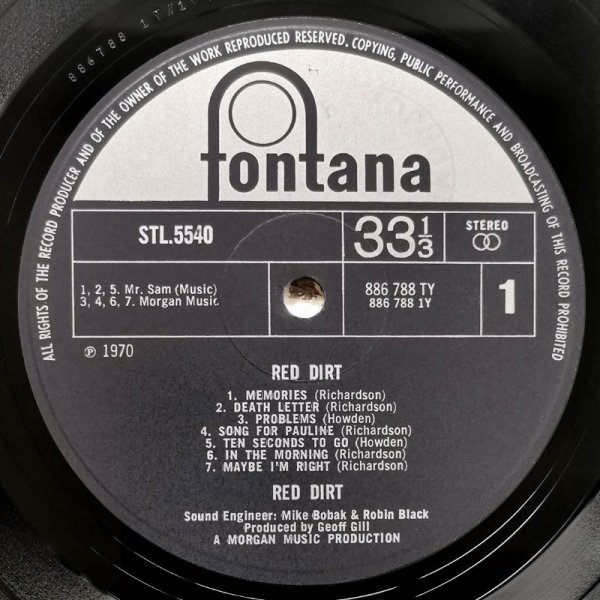 886788 1Y/1
ALL RIGHTS OF THE RECORD PRODUCER AND OF THE OWNER OF THE WORK REPRODUCED RESERVED. COPYING, PUBLIC PERFORMANCE AND BROADCASTING OF THIS RECORD PROHIBITED
fontana
STL.5540
33⅓
STEREO
1, 2, 5. Mr. Sam (Music)
3, 4, 6, 7. Morgan Music.
886 788 TY
886 788 1Y
1
℗ 1970
RED DIRT
1. MEMORIES (Richardson)
2. DEATH LETTER (Richardson)
3. PROBLEMS (Howden)
4. SONG FOR PAULINE (Richardson)
5. TEN SECONDS TO GO (Howden)
6. IN THE MORNING (Richardson)
7. MAYBE I'M RIGHT (Richardson)
RED DIRT
Sound Engineer: Mike Bobak & Robin Black
Produced by Geoff Gill
A MORGAN MUSIC PRODUCTION